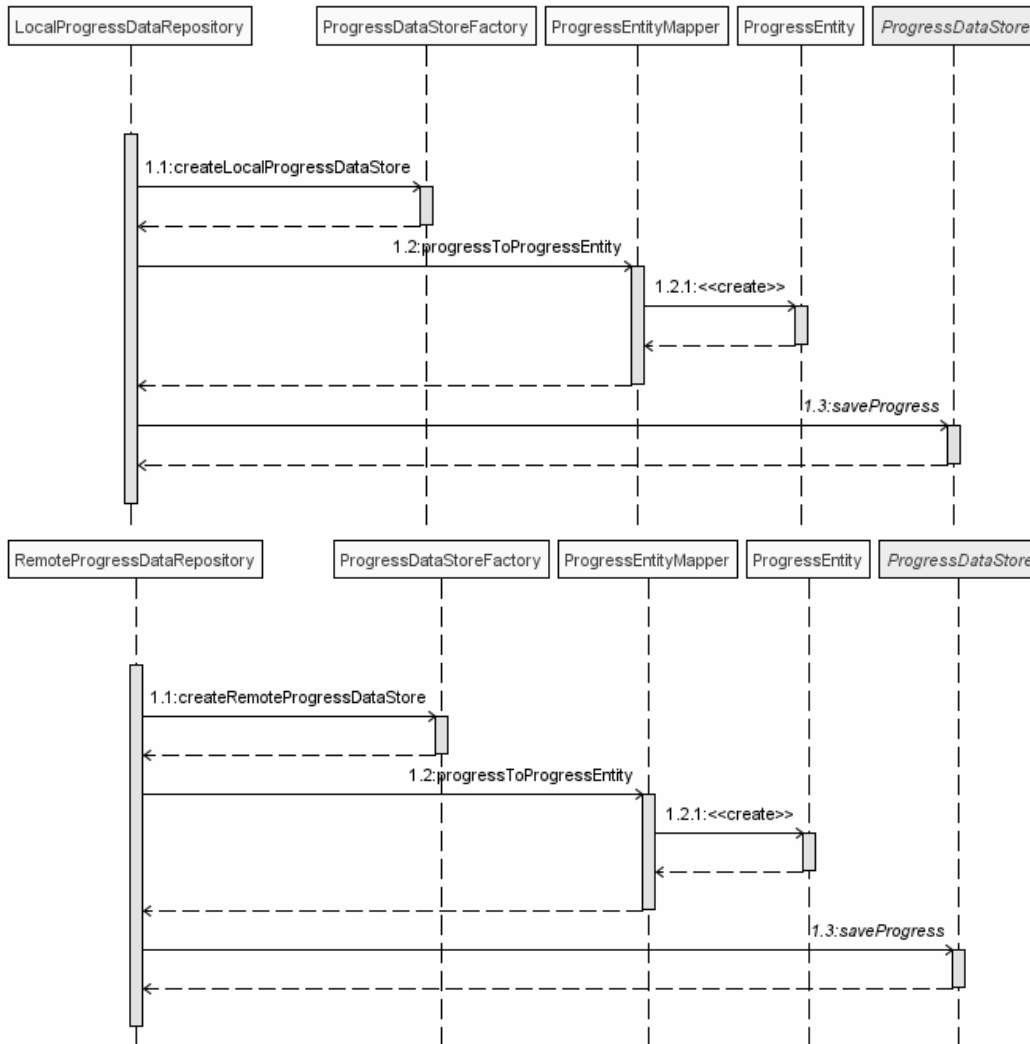 LocalProgressDataRepository
ProgressDataStoreFactory
ProgressEntityMapper
ProgressEntity
ProgressDataStore
1.1:createLocalProgressDataStore
1.2:progressToProgressEntity
1.2.1:<<create>>
1.3:saveProgress
RemoteProgressDataRepository
ProgressDataStoreFactory
ProgressEntityMapper
ProgressEntity
ProgressDataStore
1.1:createRemoteProgressDataStore
1.2:progressToProgressEntity
1.2.1:<<create>>
1.3:saveProgress